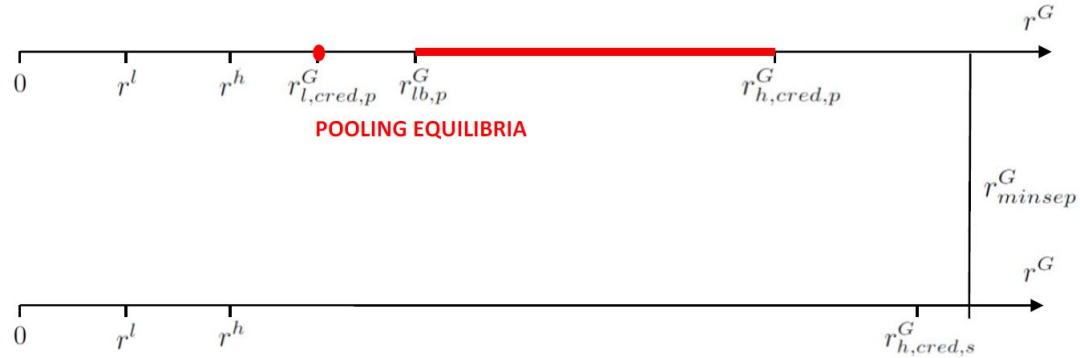 r^G
0 r^l r^h r^G_{l,cred,p} r^G_{lb,p} r^G_{h,cred,p}
POOLING EQUILIBRIA
r^G_{minsep}
r^G
0 r^l r^h r^G_{h,cred,s}